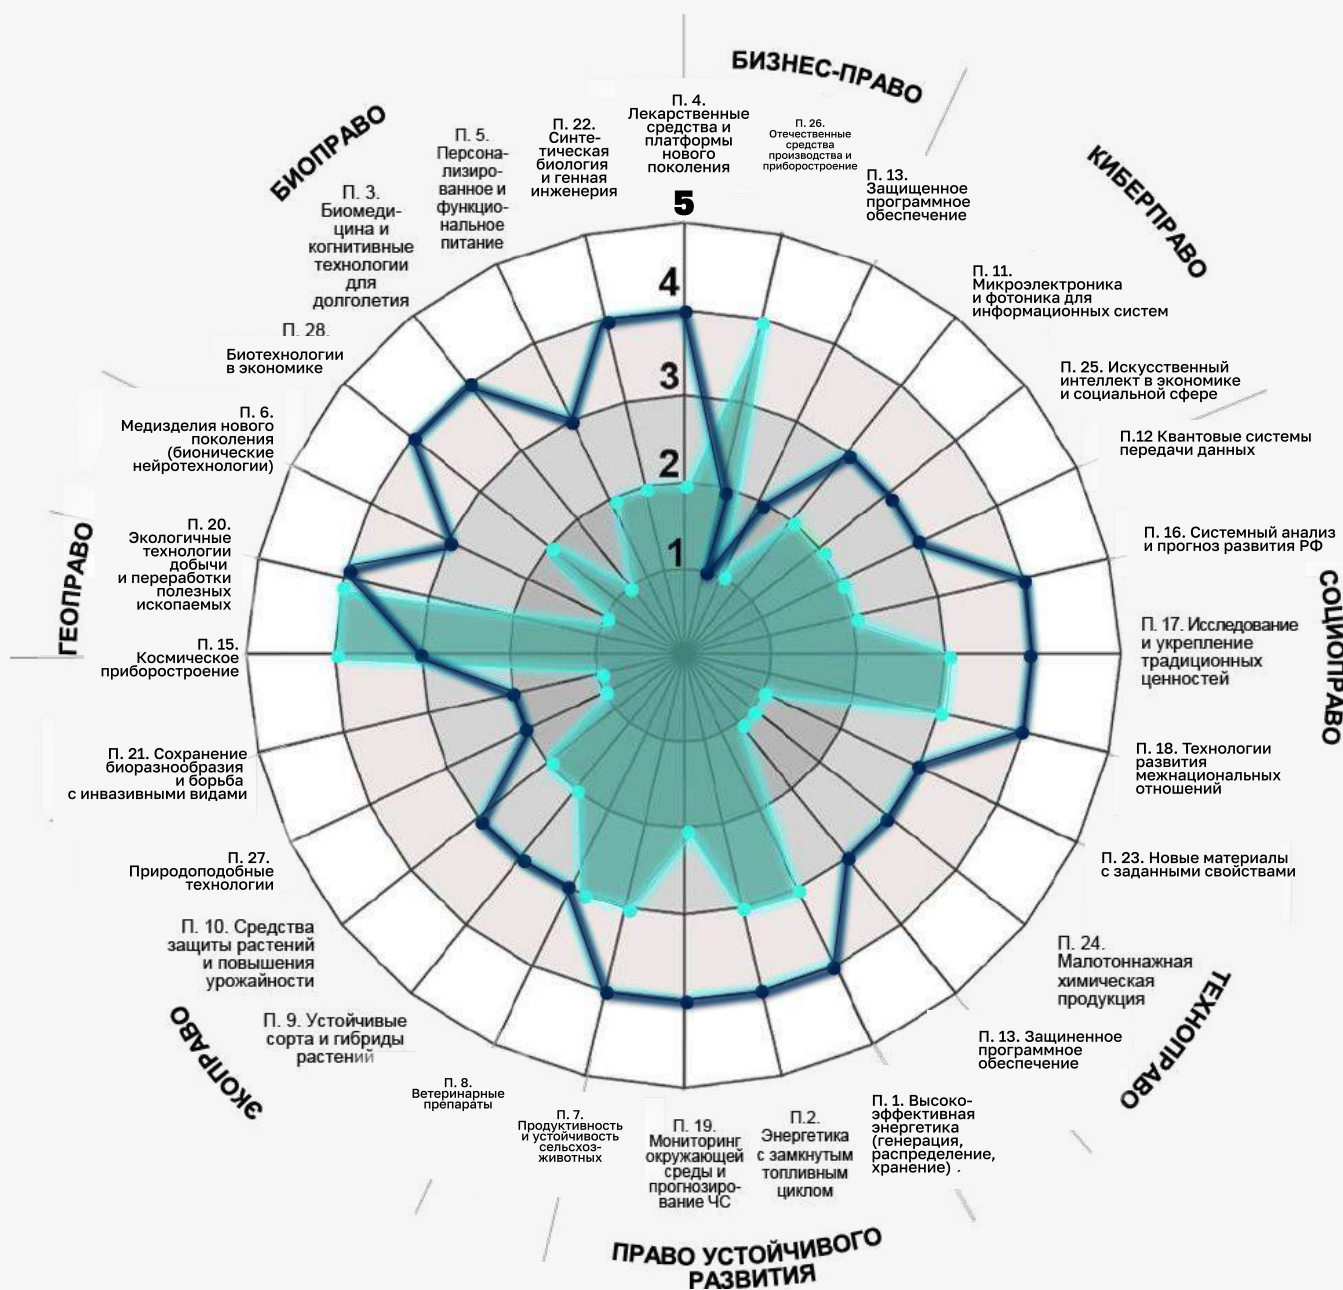 БИЗНЕС-ПРАВО
КИБЕРПРАВО
СОЦИОПРАВО
ТЕХНОПРАВО
ПРАВО УСТОЙЧИВОГО
РАЗВИТИЯ
ЭКОПРАВО
ГЕОПРАВО
БИОПРАВО
П. 4.
Лекарственные
средства и
платформы
нового
поколения
П. 26.
Отечественные
средства
производства и
приборостроение
П. 13.
Защищенное
программное
обеспечение
П. 11.
Микроэлектроника
и фотоника для
информационных систем
П. 25. Искусственный
интеллект в экономике
и социальной сфере
П.12 Квантовые системы
передачи данных
П. 16. Системный анализ
и прогноз развития РФ
П. 17. Исследование
и укрепление
традиционных
ценностей
П. 18. Технологии
развития
межнациональных
отношений
П. 23. Новые материалы
с заданными свойствами
П. 24.
Малотоннажная
химическая
продукция
П. 13. Защиненное
программное
обеспечение
П. 1. Высоко-
эффективная
энергетика
(генерация,
распределение,
хранение) .
П.2.
Энергетика
с замкнутым
топливным
циклом
П. 19.
Мониторинг
окружающей
среды и
прогнозиро-
вание ЧС
П. 7.
Продуктивность
и устойчивость
сельсхоз-
животных
П. 8.
Ветеринарные
препараты
П. 9. Устойчивые
сорта и гибриды
растений
П. 10. Средства
защиты растений
и повышения
урожайности
П. 27.
Природоподобные
технологии
П. 21. Сохранение
биоразнообразия
и борьба
с инвазивными видами
П. 15.
Космическое
приборостроение
П. 20.
Экологичные
технологии
добычи
и переработки
полезных
ископаемых
П. 6.
Медизделия нового
поколения
(бионические
нейротехнологии)
П. 28.
Биотехнологии
в экономике
П. 3.
Биомеди-
цина и
когнитивные
технологии
для
долголетия
П. 5.
Персона-
лизиро-
ванное и
функцио-
нальное
питание
П. 22.
Синте-
тическая
биология
и генная
инженерия
5
4
3
2
1